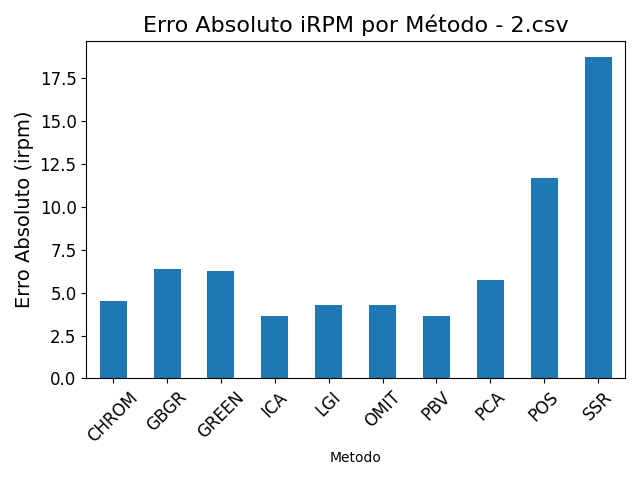 Erro Absoluto iRPM por Método - 2.csv
Erro Absoluto (irpm)
17.5
15.0
12.5
10.0
7.5
5.0
2.5
0.0
CHROM GBGR GREEN ICA LGI OMIT PBV PCA POS SSR
Metodo